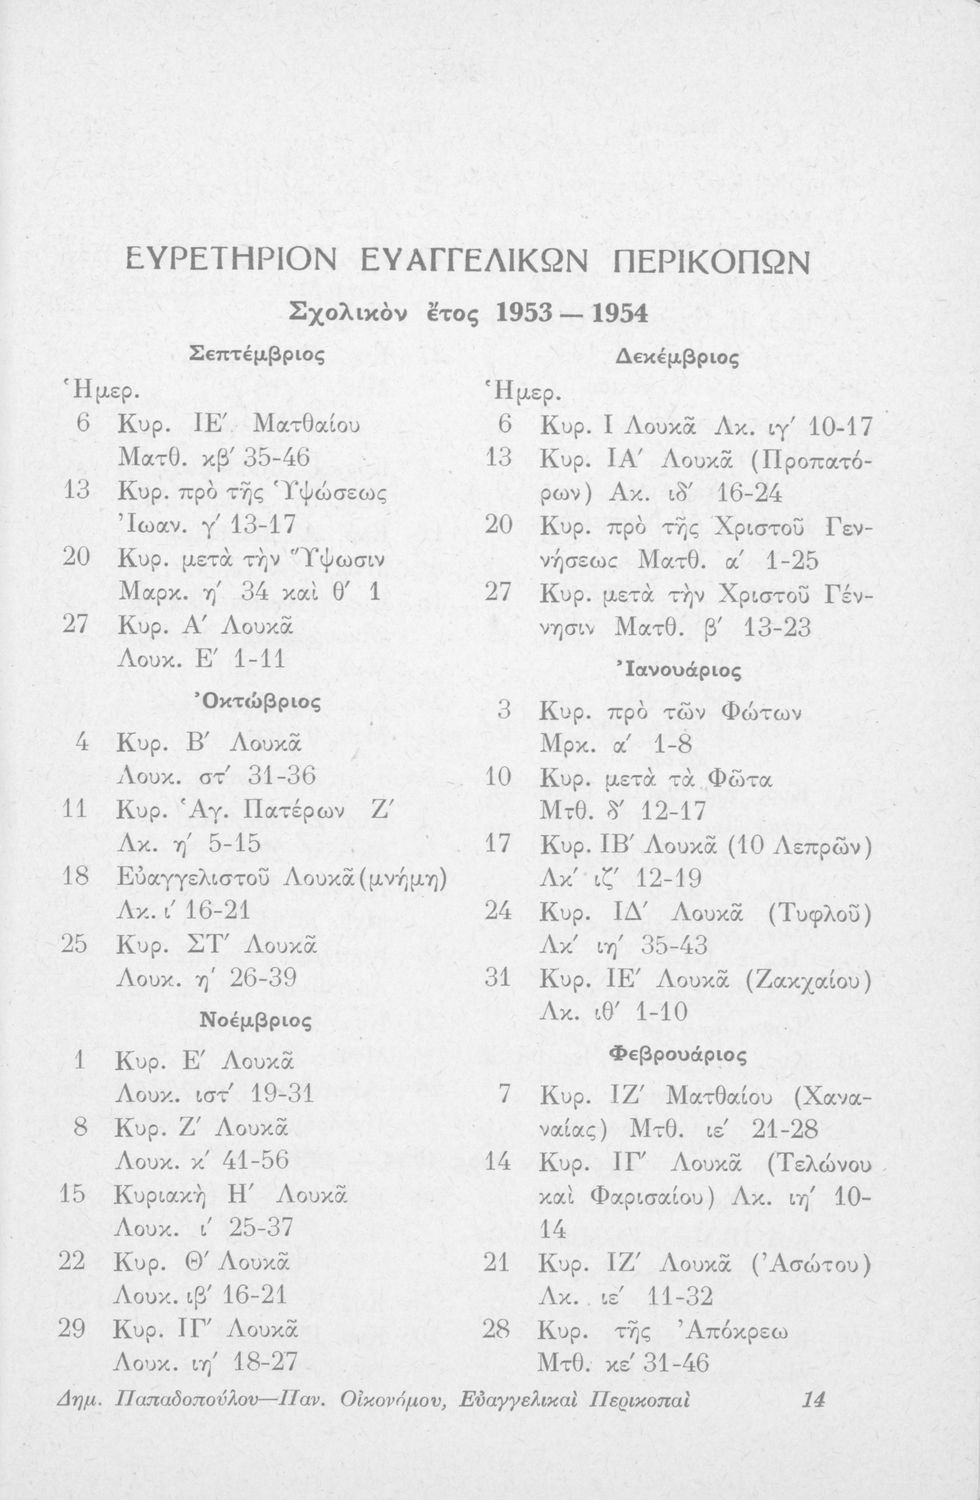 ΕΥΡΕΤΗΡΙΟΝ ΕΥΑΓΓΕΛΙΚΩΝ ΠΕΡΙΚΟΠΩΝ
Σχολικὸν ἔτος 1953 — 1954
Σεπτέμβριος
Ἡμερ.
6 Κυρ. ΙΕ′ Ματθαίου
Ματθ. κβ′ 35-46
13 Κυρ. πρὸ τῆς Ὑψώσεως
Ἰωαν. γ′ 13-17
20 Κυρ. μετὰ τὴν Ὕψωσιν
Μαρκ. η′ 34 καὶ θ′ 1
27 Κυρ. Α′ Λουκᾶ
Λουκ. Ε′ 1-11
Ὀκτώβριος
4 Κυρ. Β′ Λουκᾶ
Λουκ. στ′ 31-36
11 Κυρ. Ἁγ. Πατέρων Ζ′
Λκ. η′ 5-15
18 Εὐαγγελιστοῦ Λουκᾶ (μνήμη)
Λκ. ι′ 16-21
25 Κυρ. ΣΤ′ Λουκᾶ
Λουκ. η′ 26-39
Νοέμβριος
1 Κυρ. Ε′ Λουκᾶ
Λουκ. ιστ′ 19-31
8 Κυρ. Ζ′ Λουκᾶ
Λουκ. κ′ 41-56
15 Κυριακὴ Η′ Λουκᾶ
Λουκ. ι′ 25-37
22 Κυρ. Θ′ Λουκᾶ
Λουκ. ιβ′ 16-21
29 Κυρ. ΙΓ′ Λουκᾶ
Λουκ. ιη′ 18-27
Δεκέμβριος
Ἡμερ.
6 Κυρ. Ι Λουκᾶ Λκ. ιγ′ 10-17
13 Κυρ. ΙΑ′ Λουκᾶ (Προπατό-
ρων) Λκ. ιδ′ 16-24
20 Κυρ. πρὸ τῆς Χριστοῦ Γεν-
νήσεως Ματθ. α′ 1-25
27 Κυρ. μετὰ τὴν Χριστοῦ Γέν-
νησιν Ματθ. β′ 13-23
Ἰανουάριος
3 Κυρ. πρὸ τῶν Φώτων
Μρκ. α′ 1-8
10 Κυρ. μετὰ τὰ Φῶτα
Μτθ. δ′ 12-17
17 Κυρ. ΙΒ′ Λουκᾶ (10 Λεπρῶν)
Λκ′ ιζ′ 12-19
24 Κυρ. ΙΔ′ Λουκᾶ (Τυφλοῦ)
Λκ′ ιη′ 35-43
31 Κυρ. ΙΕ′ Λουκᾶ (Ζακχαίου)
Λκ. ιθ′ 1-10
Φεβρουάριος
7 Κυρ. ΙΖ′ Ματθαίου (Χανα-
ναίας) Μτθ. ιε′ 21-28
14 Κυρ. ΙΓ′ Λουκᾶ (Τελώνου
καὶ Φαρισαίου) Λκ. ιη′ 10-
14
21 Κυρ. ΙΖ′ Λουκᾶ (Ἀσώτου)
Λκ. ιε′ 11-32
28 Κυρ. τῆς Ἀπόκρεω
Μτθ. κε′ 31-46
Δημ. Παπαδοπούλου—Παν. Οἰκονόμου, Εὐαγγελικαὶ Περικοπαὶ 14